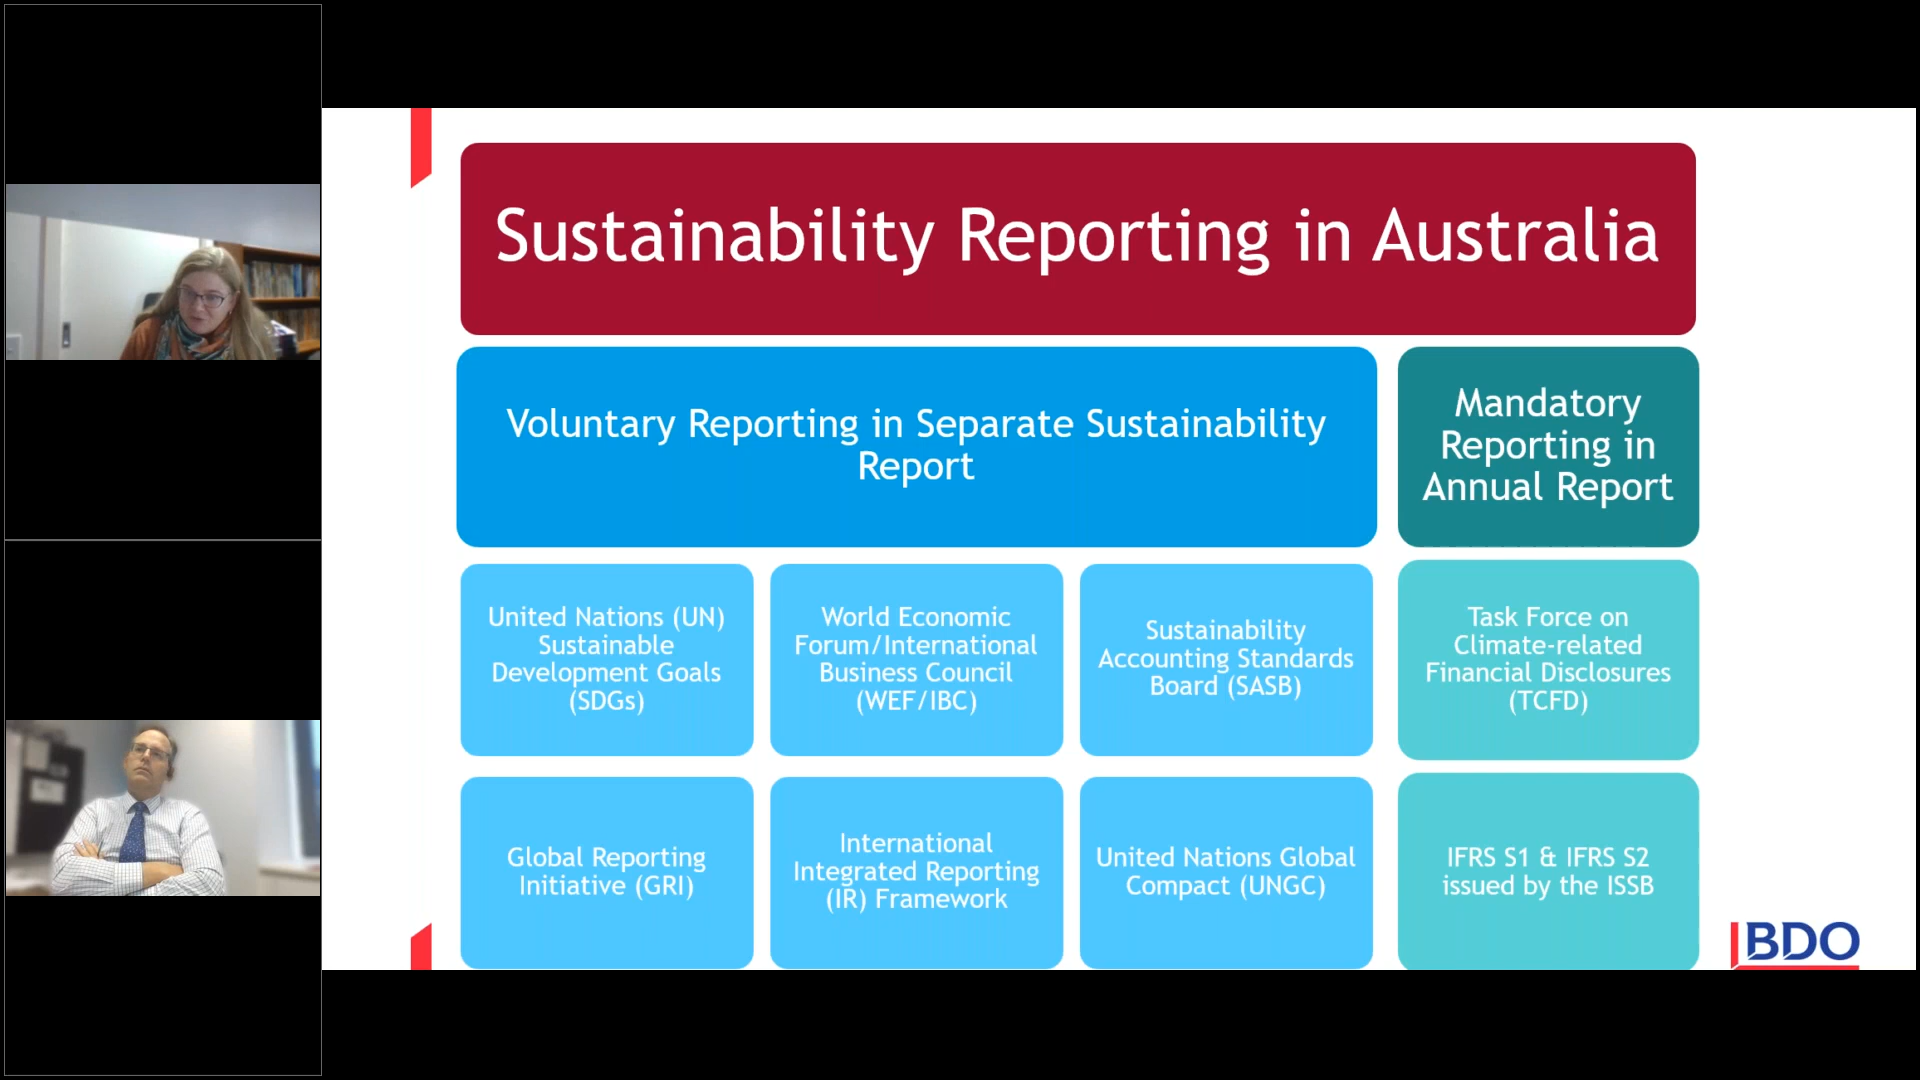 Sustainability Reporting in Australia
Voluntary Reporting in Separate Sustainability
Report
Mandatory
Reporting in
Annual Report
United Nations (UN)
Sustainable
Development Goals
(SDGs)
World Economic
Forum/International
Business Council
(WEF/IBC)
Sustainability
Accounting Standards
Board (SASB)
Task Force on
Climate-related
Financial Disclosures
(TCFD)
Global Reporting
Initiative (GRI)
International
Integrated Reporting
(IR) Framework
United Nations Global
Compact (UNGC)
IFRS S1 & IFRS S2
issued by the ISSB
BDO